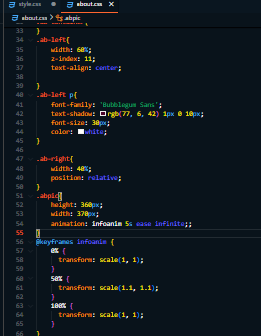 style.css
about.css
about.css > .abpic
33 }
34 .ab-left{
35 width: 60%;
36 z-index: 11;
37 text-align: center;
38
39 }
40 .ab-left p{
41 font-family: 'Bubblegum Sans';
42 text-shadow: rgb(77, 6, 42) 1px 0 10px;
43 font-size: 30px;
44 color: white;
45 }
46
47 .ab-right{
48 width: 40%;
49 position: relative;
50 }
51 .abpic{
52 height: 360px;
53 width: 370px;
54 animation: infoanim 5s ease infinite;;
55 }
56 @keyframes infoanim {
57 0% {
58 transform: scale(1, 1);
59 }
60 50% {
61 transform: scale(1.1, 1.1);
62 }
63 100% {
64 transform: scale(1, 1);
65 }
66 }